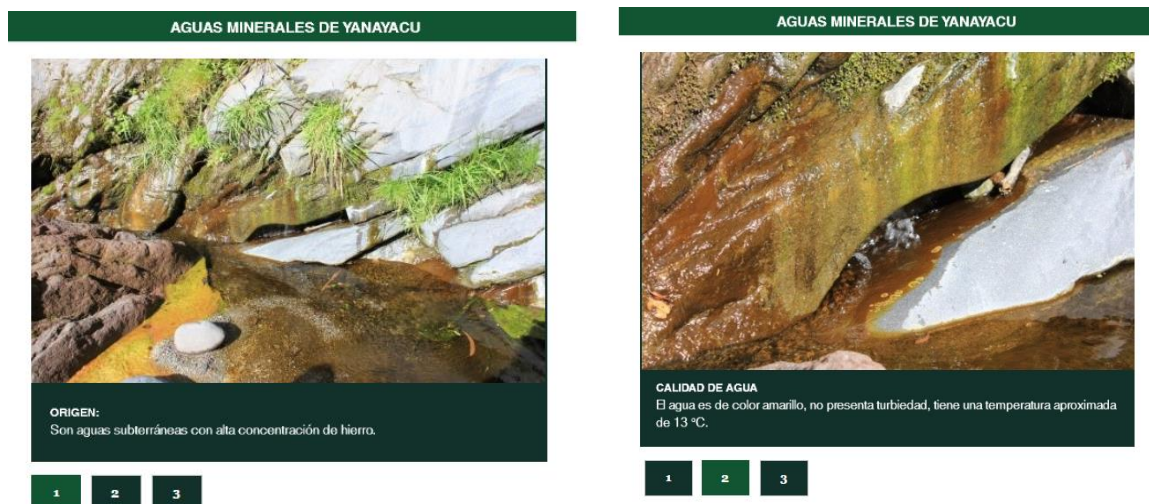 AGUAS MINERALES DE YANAYACU
ORIGEN:
Son aguas subterráneas con alta concentración de hierro.
1 2 3
AGUAS MINERALES DE YANAYACU
CALIDAD DE AGUA
El agua es de color amarillo, no presenta turbiedad, tiene una temperatura aproximada
de 13 °C.
1 2 3